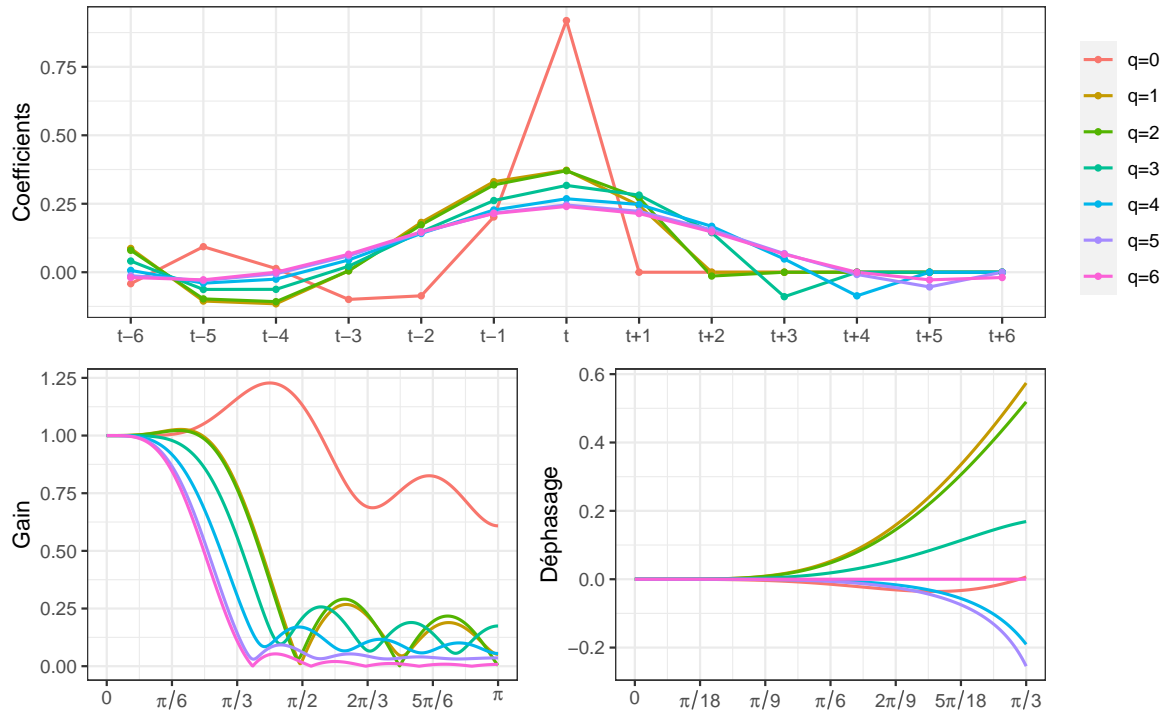 Coefficients
0.75
0.50
0.25
0.00
t−6 t−5 t−4 t−3 t−2 t−1 t t+1 t+2 t+3 t+4 t+5 t+6
q=0
q=1
q=2
q=3
q=4
q=5
q=6
Gain
1.25
1.00
0.75
0.50
0.25
0.00
0 π/6 π/3 π/2 2π/3 5π/6 π
Déphasage
0.6
0.4
0.2
0.0
−0.2
0 π/18 π/9 π/6 2π/9 5π/18 π/3